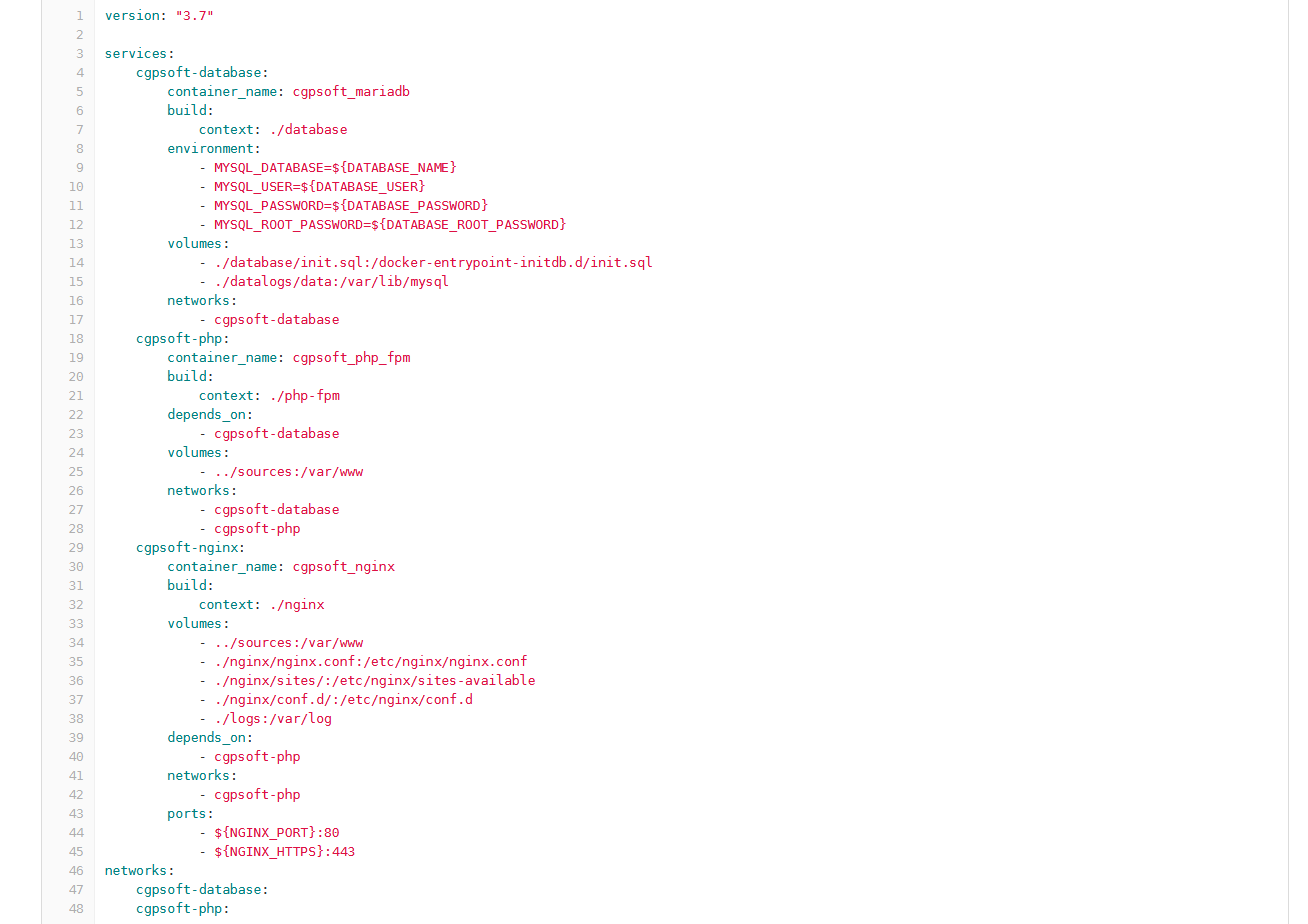 1 version: "3.7"
2
3 services:
4     cgpsoft-database:
5         container_name: cgpsoft_mariadb
6         build:
7             context: ./database
8         environment:
9             - MYSQL_DATABASE=${DATABASE_NAME}
10             - MYSQL_USER=${DATABASE_USER}
11             - MYSQL_PASSWORD=${DATABASE_PASSWORD}
12             - MYSQL_ROOT_PASSWORD=${DATABASE_ROOT_PASSWORD}
13         volumes:
14             - ./database/init.sql:/docker-entrypoint-initdb.d/init.sql
15             - ./datalogs/data:/var/lib/mysql
16         networks:
17             - cgpsoft-database
18     cgpsoft-php:
19         container_name: cgpsoft_php_fpm
20         build:
21             context: ./php-fpm
22         depends_on:
23             - cgpsoft-database
24         volumes:
25             - ../sources:/var/www
26         networks:
27             - cgpsoft-database
28             - cgpsoft-php
29     cgpsoft-nginx:
30         container_name: cgpsoft_nginx
31         build:
32             context: ./nginx
33         volumes:
34             - ../sources:/var/www
35             - ./nginx/nginx.conf:/etc/nginx/nginx.conf
36             - ./nginx/sites/:/etc/nginx/sites-available
37             - ./nginx/conf.d/:/etc/nginx/conf.d
38             - ./logs:/var/log
39         depends_on:
40             - cgpsoft-php
41         networks:
42             - cgpsoft-php
43         ports:
44             - ${NGINX_PORT}:80
45             - ${NGINX_HTTPS}:443
46 networks:
47     cgpsoft-database:
48     cgpsoft-php: